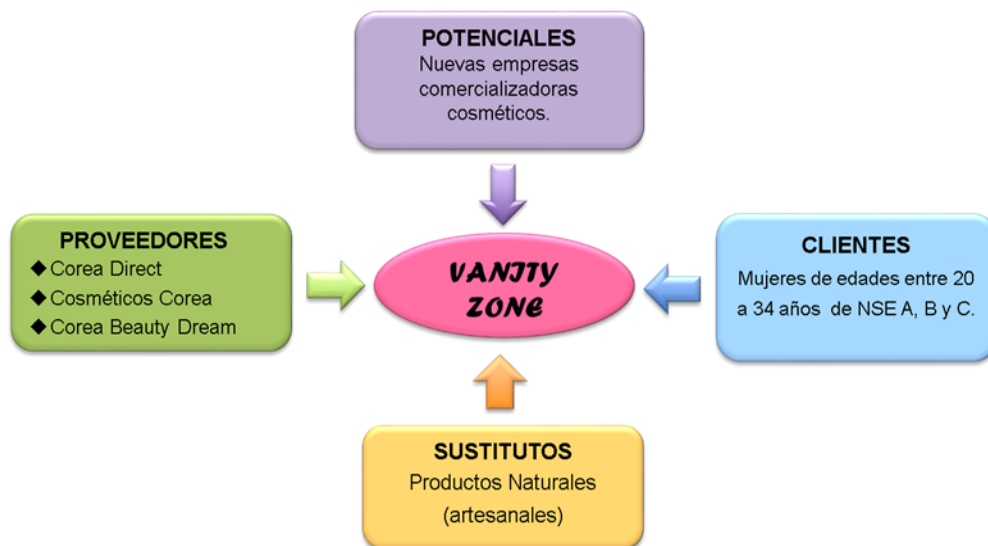 POTENCIALES
Nuevas empresas
comercializadoras
cosméticos.
PROVEEDORES
◆ Corea Direct
◆ Cosméticos Corea
◆ Corea Beauty Dream
VANITY
ZONE
CLIENTES
Mujeres de edades entre 20
a 34 años de NSE A, B y C.
SUSTITUTOS
Productos Naturales
(artesanales)